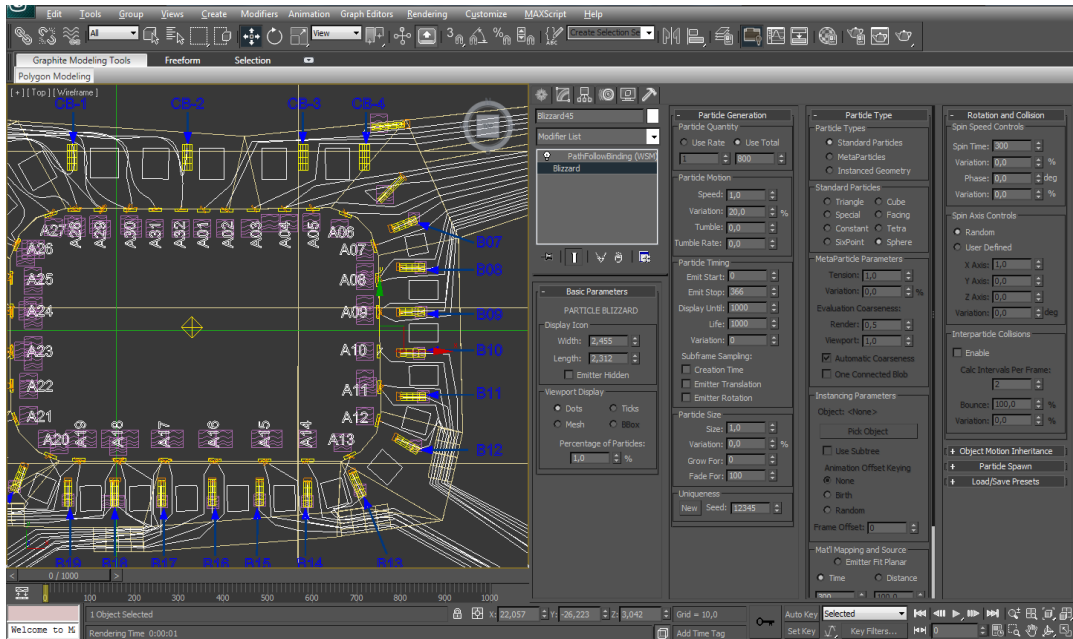 Edit Tools Group Views Create Modifiers Animation Graph Editors Rendering Customize MAXScript Help
All View 3 % ABC Create Selection Se
Graphite Modeling Tools Freeform Selection
Polygon Modeling
[ + ] [ Top ] [ Wireframe ]
CB-1 CB-2 CB-3 CB-4
A27 A28 A29 A30 A31 A32 A01 A02 A03 A04 A05 A06
A26 A07 B07
A25 A08 B08
A24 A09 B09
A23 A10 B10
A22 A11 B11
A21 A12 B12
A20 A19 A18 A17 A16 A15 A14 A13
B19 B18 B17 B16 B15 B14 B13
Blizzard45
Modifier List
PathFollowBinding (WSM)
Blizzard
- Basic Parameters
PARTICLE BLIZZARD
Display Icon
Width: 2,455
Length: 2,312
Emitter Hidden
Viewport Display
Dots Ticks
Mesh BBox
Percentage of Particles:
1,0 %
- Particle Generation
Particle Quantity
Use Rate Use Total
1 800
Particle Motion
Speed: 1,0
Variation: 20,0 %
Tumble: 0,0
Tumble Rate: 0,0
Particle Timing
Emit Start: 0
Emit Stop: 366
Display Until: 1000
Life: 1000
Variation: 0
Subframe Sampling:
Creation Time
Emitter Translation
Emitter Rotation
Particle Size
Size: 1,0
Variation: 0,0 %
Grow For: 0
Fade For: 100
Uniqueness
New Seed: 12345
- Particle Type
Particle Types
Standard Particles
MetaParticles
Instanced Geometry
Standard Particles
Triangle Cube
Special Facing
Constant Tetra
SixPoint Sphere
MetaParticle Parameters
Tension: 1,0
Variation: 0,0 %
Evaluation Coarseness:
Render: 0,5
Viewport: 1,0
Automatic Coarseness
One Connected Blob
Instancing Parameters
Object: <None>
Pick Object
Use Subtree
Animation Offset Keying
None
Birth
Random
Frame Offset: 0
Mat'l Mapping and Source
Emitter Fit Planar
Time Distance
300 100,0
- Rotation and Collision
Spin Speed Controls
Spin Time: 300
Variation: 0,0 %
Phase: 0,0 deg
Variation: 0,0 %
Spin Axis Controls
Random
User Defined
X Axis: 1,0
Y Axis: 0,0
Z Axis: 0,0
Variation: 0,0 deg
Interparticle Collisions
Enable
Calc Intervals Per Frame:
2
Bounce: 100,0 %
Variation: 0,0 %
+ Object Motion Inheritance
+ Particle Spawn
+ Load/Save Presets
< 0 / 1000 >
0 100 200 300 400 500 600 700 800 900 1000
1 Object Selected X: 22,057 Y: -26,223 Z: 3,042 Grid = 10,0 Auto Key Selected
Welcome to M Rendering Time 0:00:01 Add Time Tag Set Key Key Filters... 0